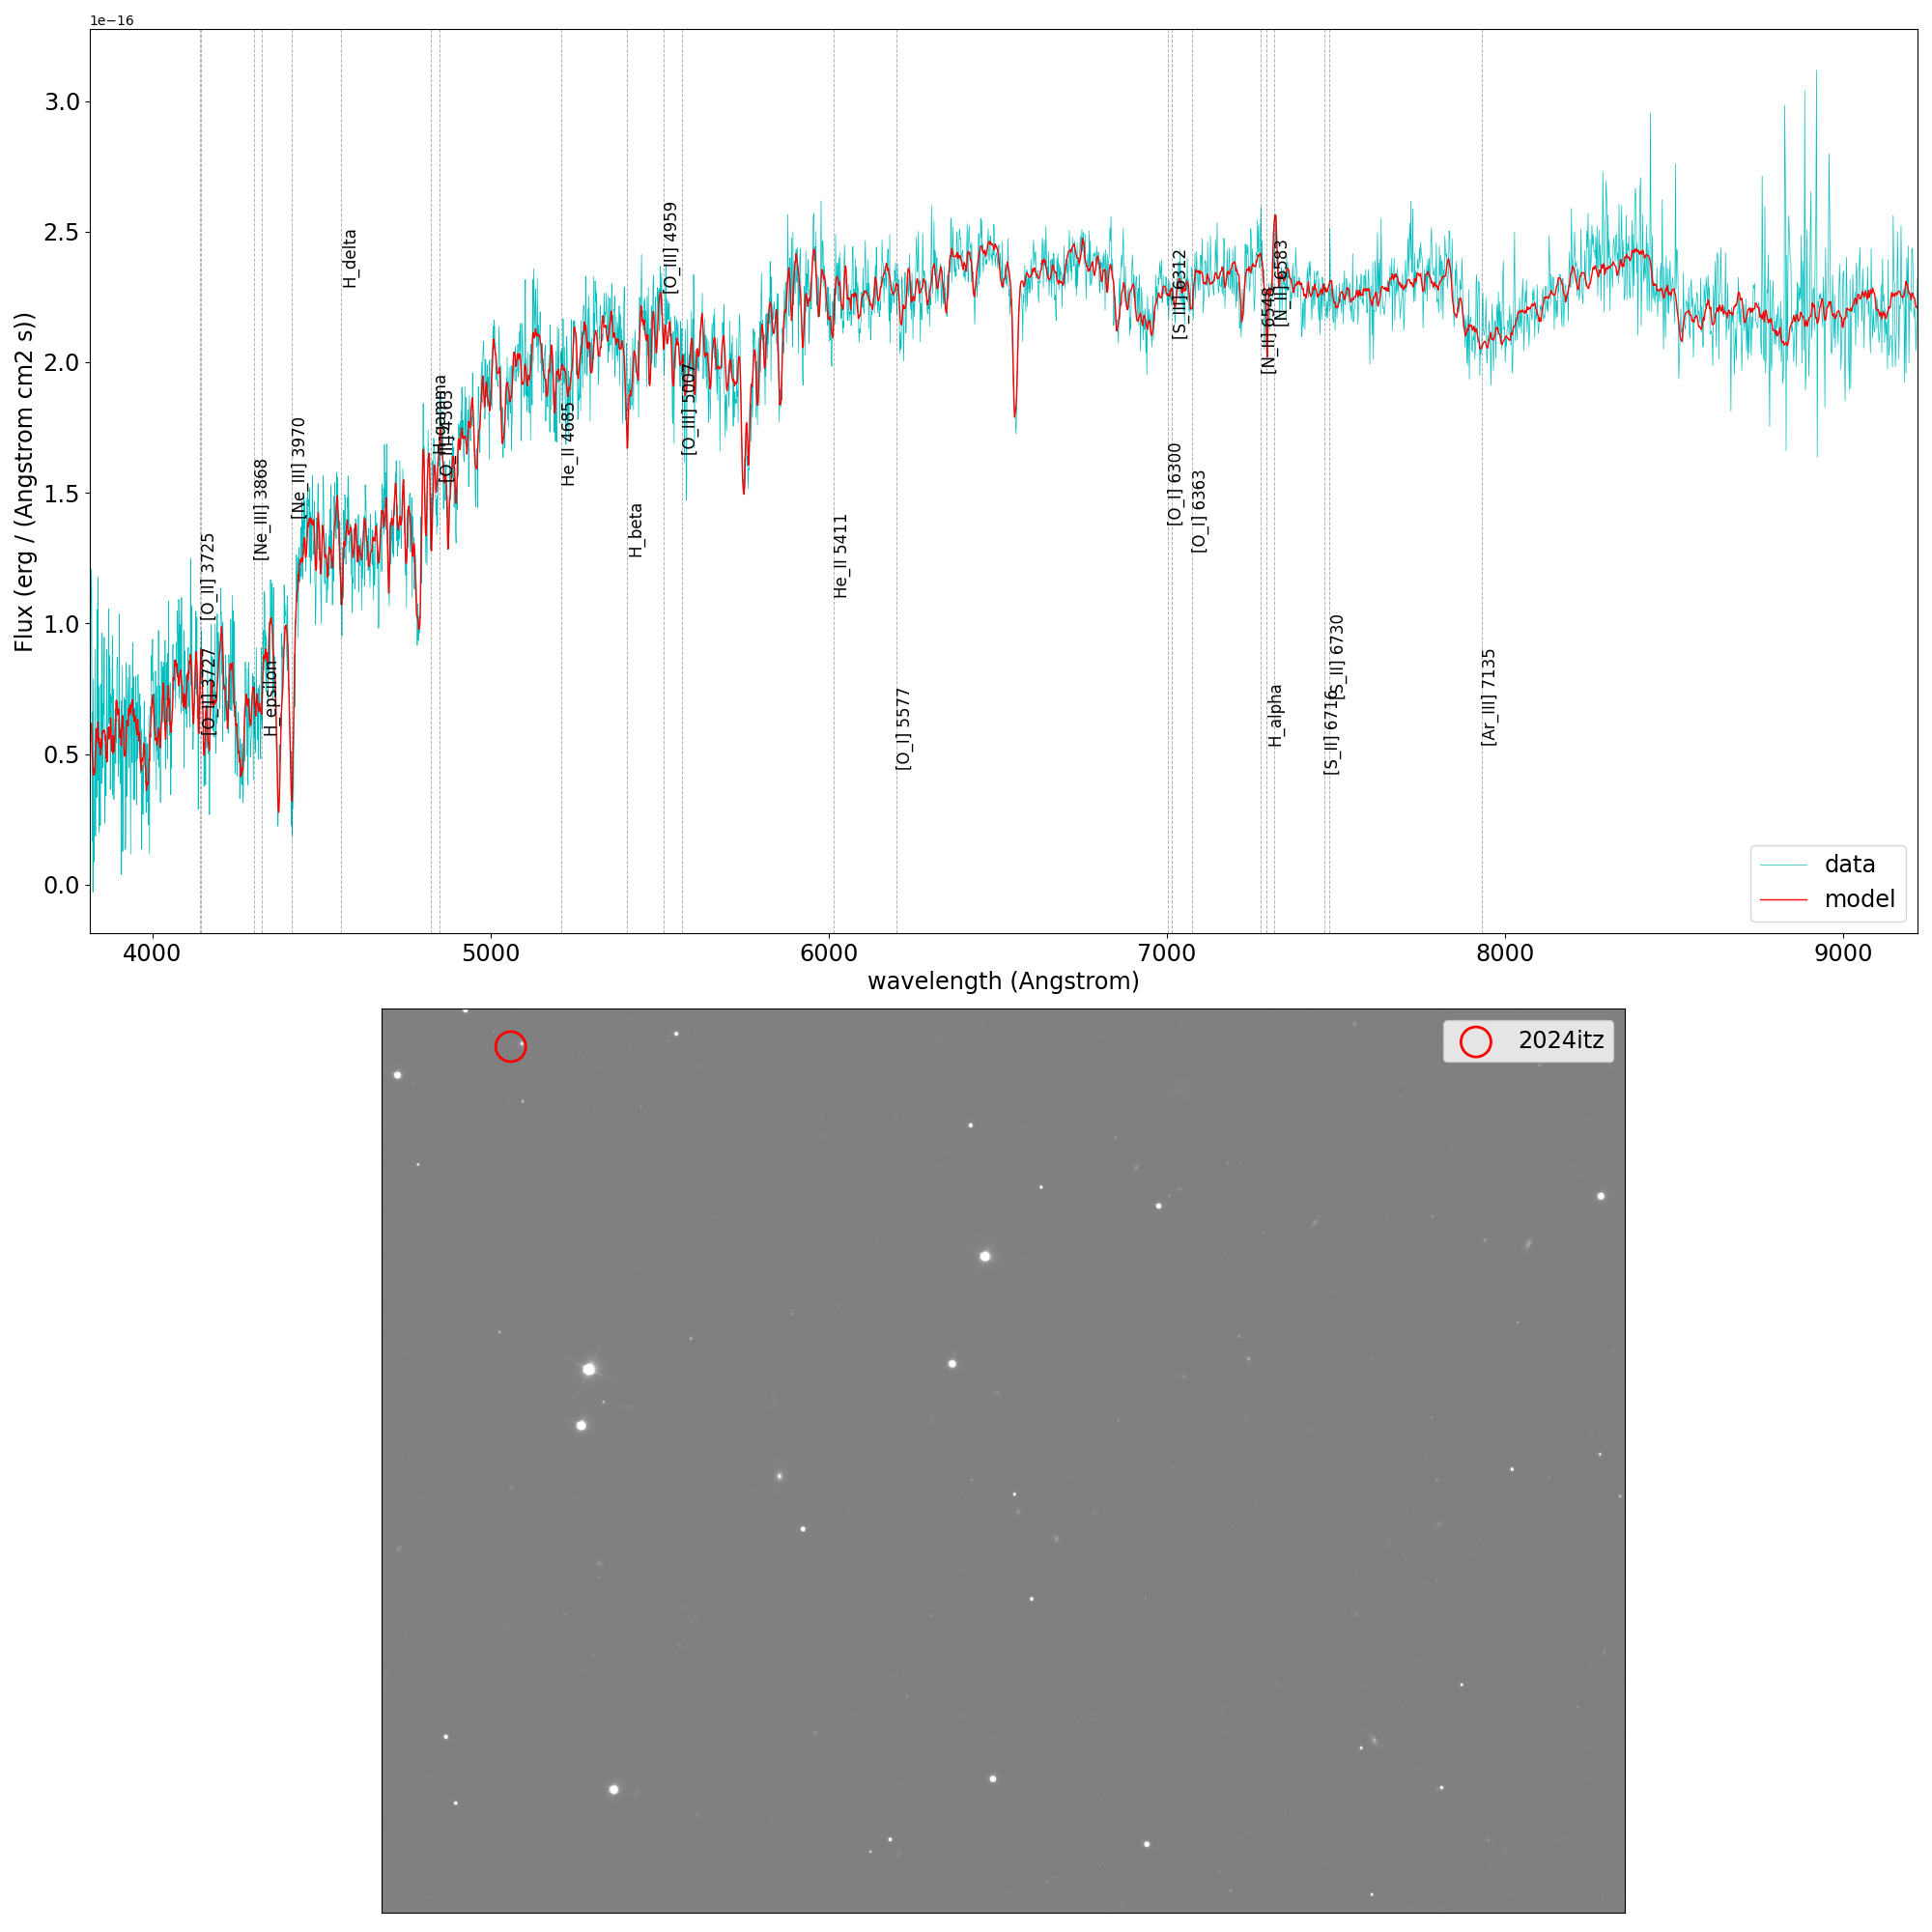 1e−16
3.0
2.5
2.0
1.5
1.0
0.5
0.0
Flux (erg / (Angstrom cm2 s))
[O_II] 3725
[O_II] 3727
[Ne_III] 3868
H_epsilon
[Ne_III] 3970
H_delta
H_gamma
[O_III] 4363
He_II 4685
H_beta
[O_III] 4959
[O_III] 5007
He_II 5411
[O_I] 5577
[O_I] 6300
[S_III] 6312
[O_I] 6363
[N_II] 6548
H_alpha
[N_II] 6583
[S_II] 6716
[S_II] 6730
[Ar_III] 7135
data
model
4000 5000 6000 7000 8000 9000
wavelength (Angstrom)
2024itz